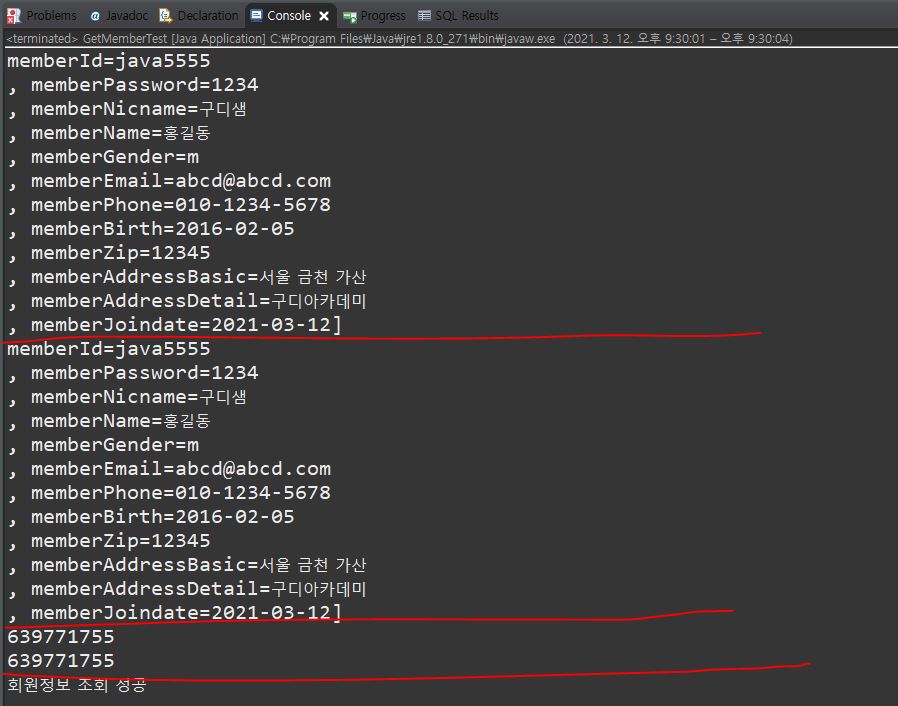 Problems @ Javadoc Declaration Console Progress SQL Results
<terminated> GetMemberTest [Java Application] C:₩Program Files₩Java₩jre1.8.0_271₩bin₩javaw.exe (2021. 3. 12. 오후 9:30:01 – 오후 9:30:04)
memberId=java5555
, memberPassword=1234
, memberNicname=구디샘
, memberName=홍길동
, memberGender=m
, memberEmail=abcd@abcd.com
, memberPhone=010-1234-5678
, memberBirth=2016-02-05
, memberZip=12345
, memberAddressBasic=서울 금천 가산
, memberAddressDetail=구디아카데미
, memberJoindate=2021-03-12]
memberId=java5555
, memberPassword=1234
, memberNicname=구디샘
, memberName=홍길동
, memberGender=m
, memberEmail=abcd@abcd.com
, memberPhone=010-1234-5678
, memberBirth=2016-02-05
, memberZip=12345
, memberAddressBasic=서울 금천 가산
, memberAddressDetail=구디아카데미
, memberJoindate=2021-03-12]
639771755
639771755
회원정보 조회 성공